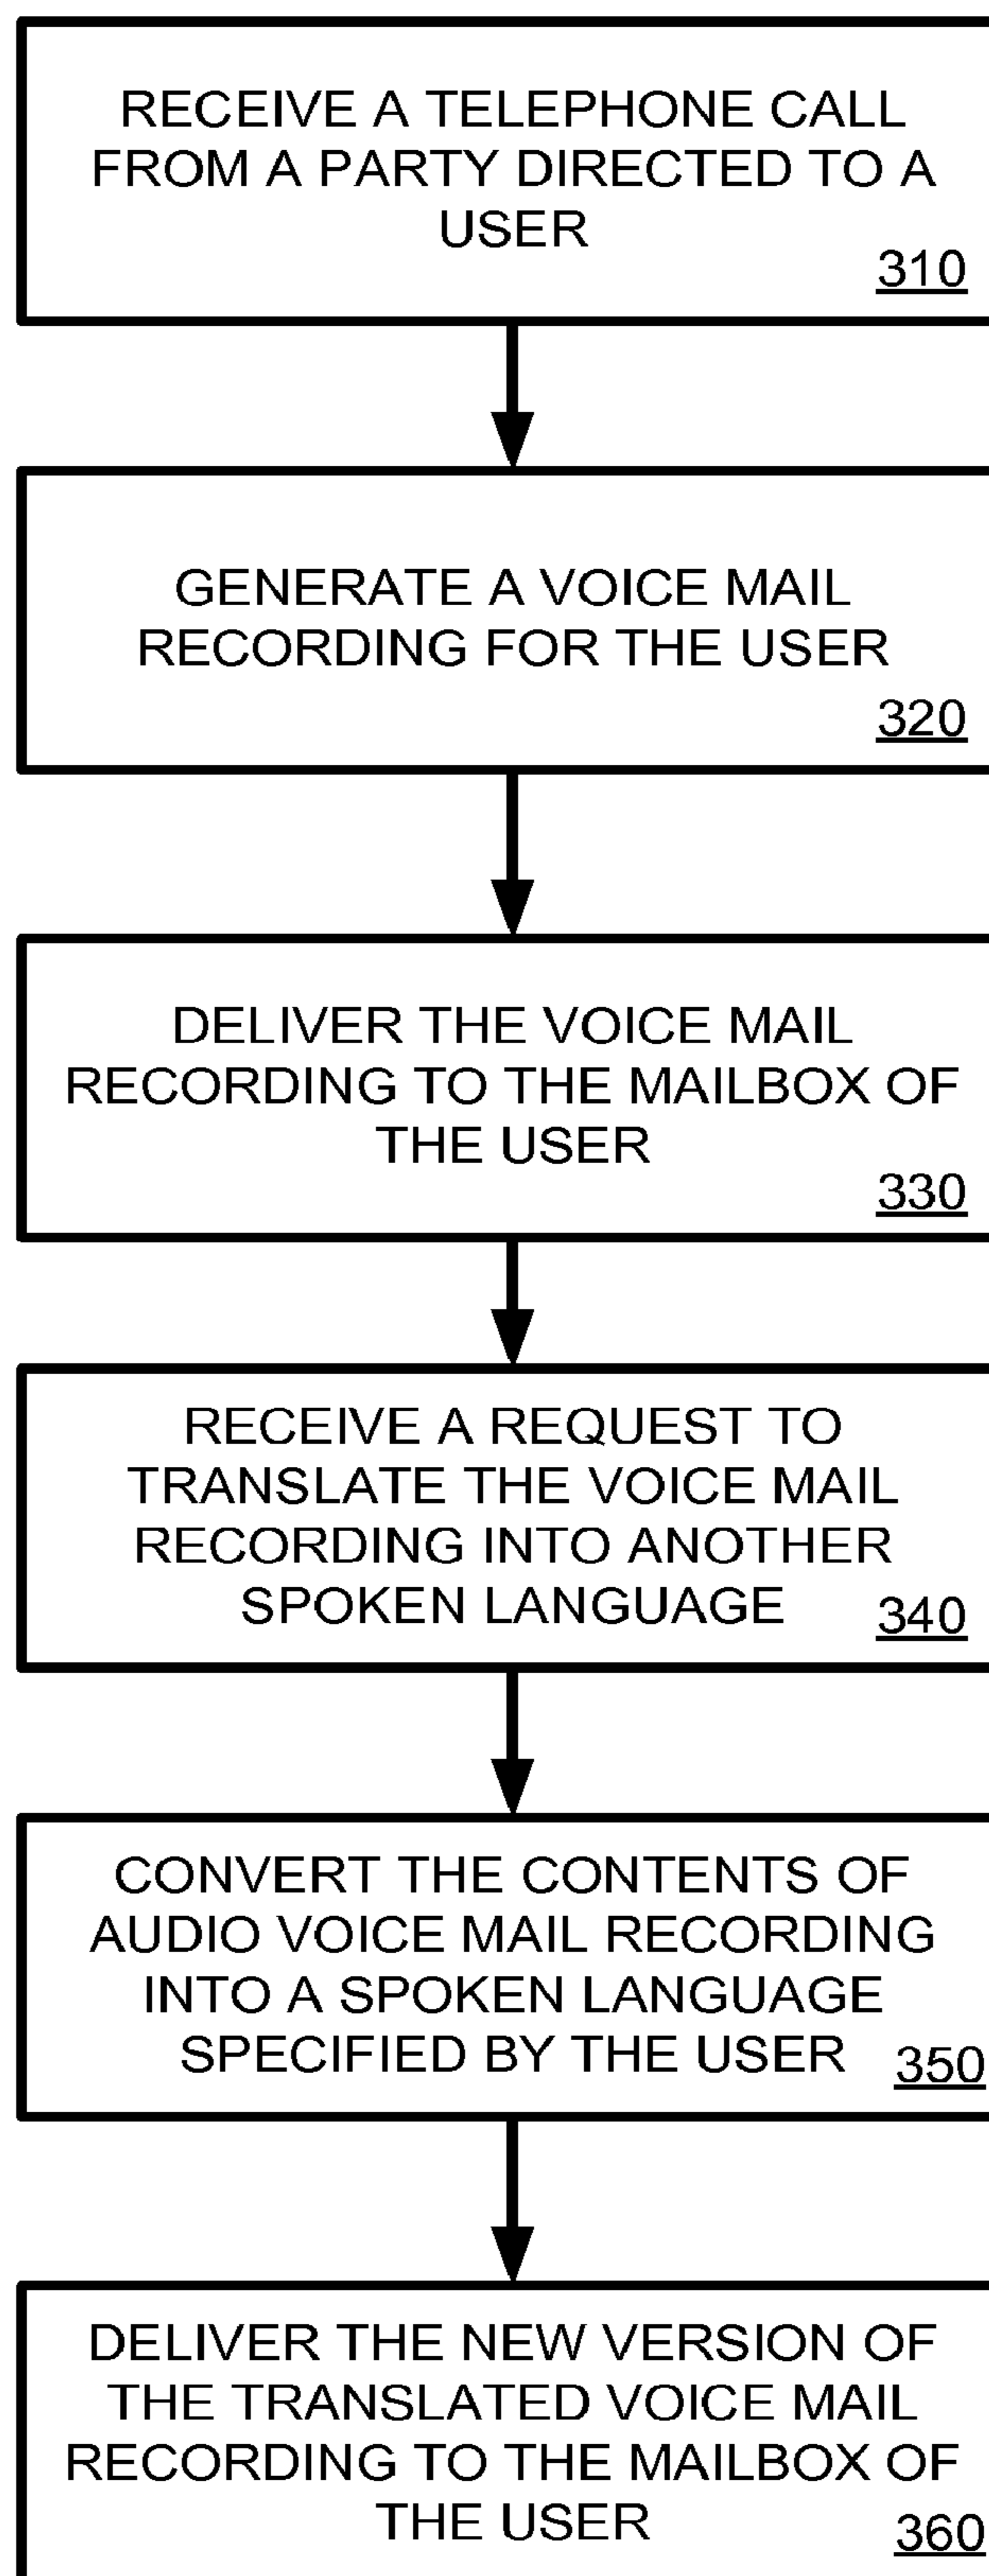 RECEIVE A TELEPHONE CALL
FROM A PARTY DIRECTED TO A
USER
310
GENERATE A VOICE MAIL
RECORDING FOR THE USER
320
DELIVER THE VOICE MAIL
RECORDING TO THE MAILBOX OF
THE USER
330
RECEIVE A REQUEST TO
TRANSLATE THE VOICE MAIL
RECORDING INTO ANOTHER
SPOKEN LANGUAGE
340
CONVERT THE CONTENTS OF
AUDIO VOICE MAIL RECORDING
INTO A SPOKEN LANGUAGE
SPECIFIED BY THE USER
350
DELIVER THE NEW VERSION OF
THE TRANSLATED VOICE MAIL
RECORDING TO THE MAILBOX OF
THE USER
360